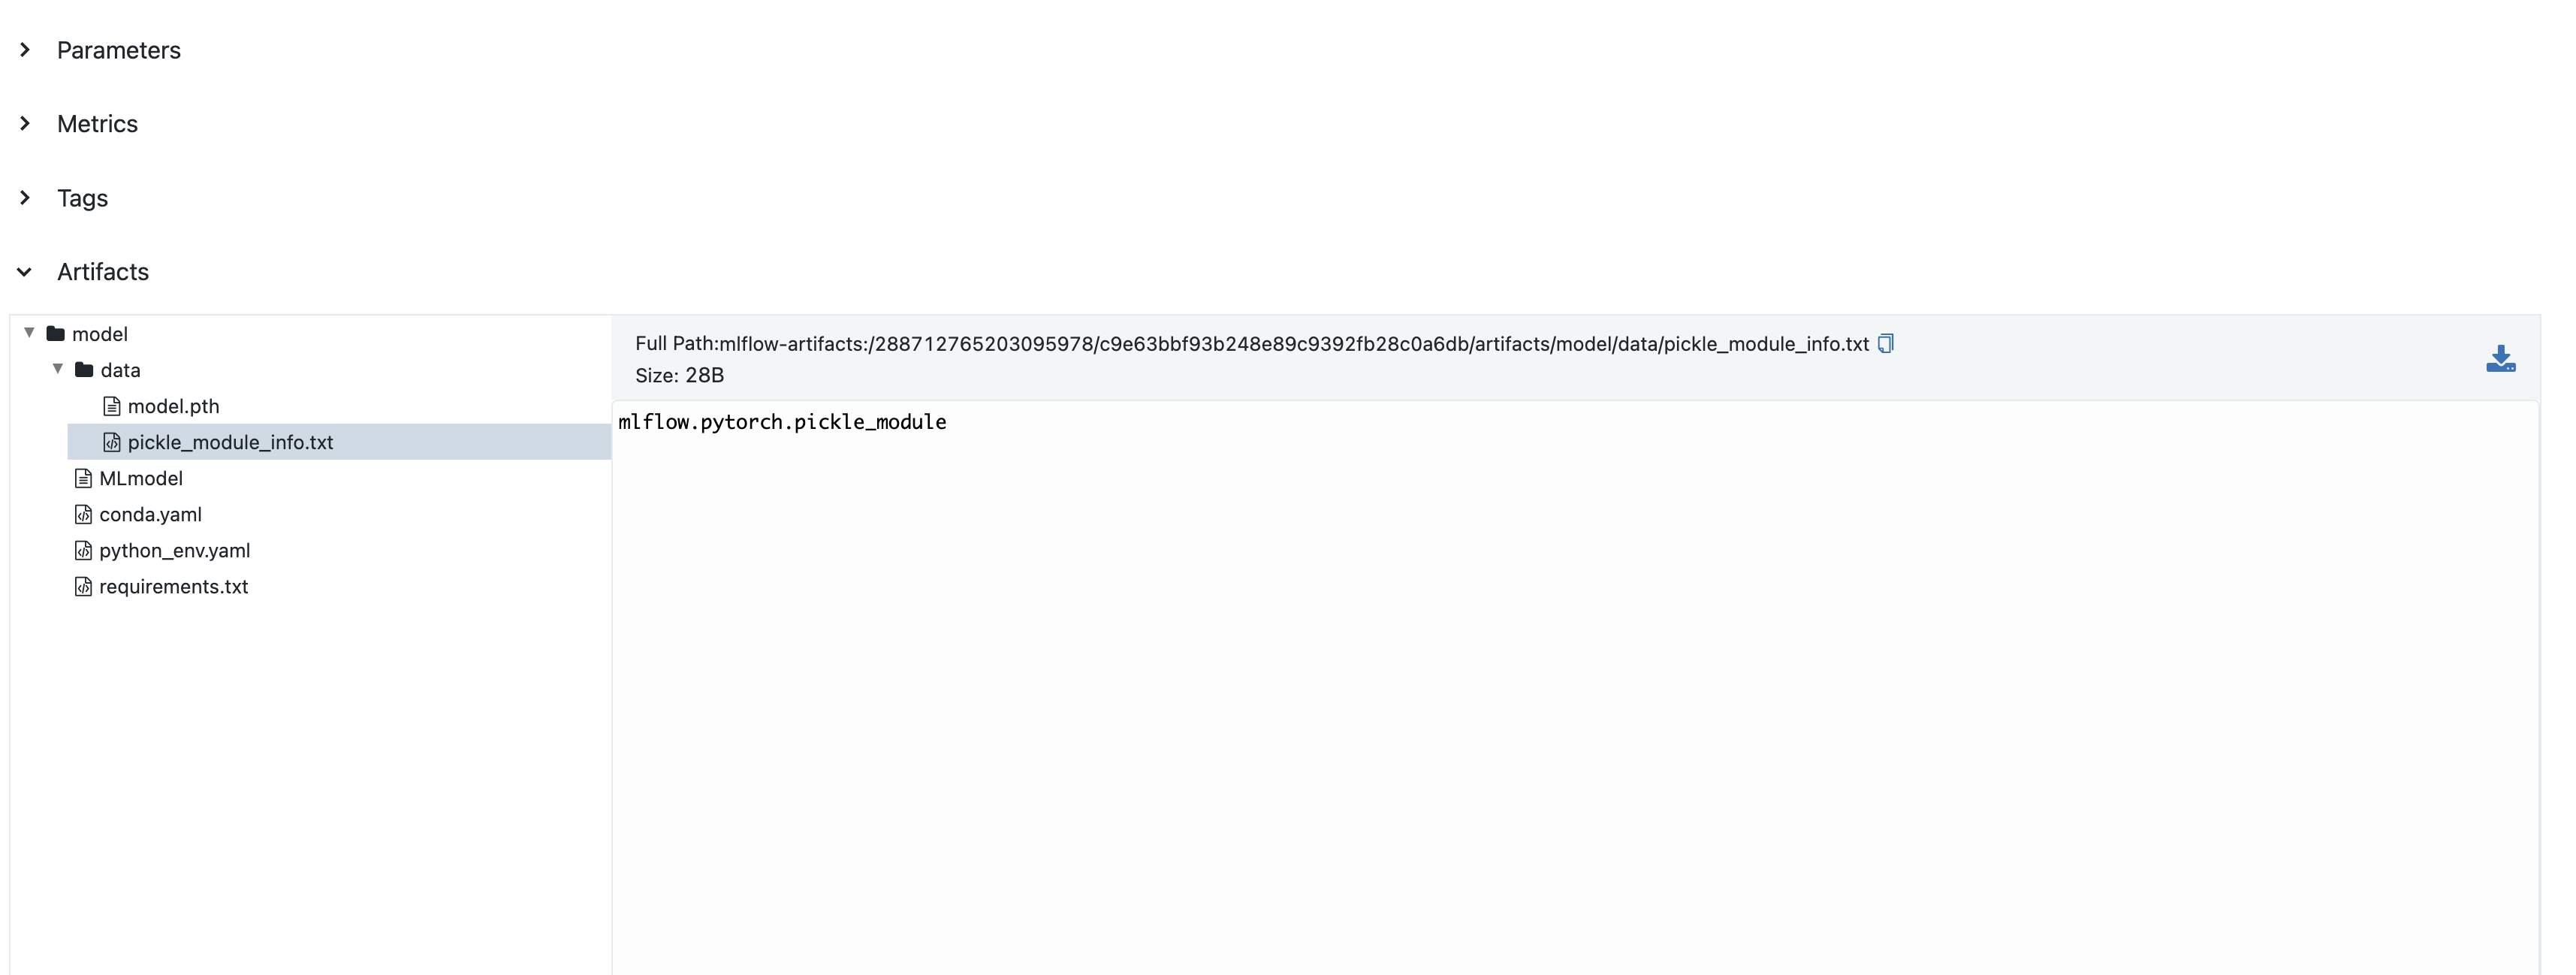 Parameters
Metrics
Tags
Artifacts
model
data
model.pth
pickle_module_info.txt
MLmodel
conda.yaml
python_env.yaml
requirements.txt
Full Path:mlflow-artifacts:/288712765203095978/c9e63bbf93b248e89c9392fb28c0a6db/artifacts/model/data/pickle_module_info.txt
Size: 28B
mlflow.pytorch.pickle_module